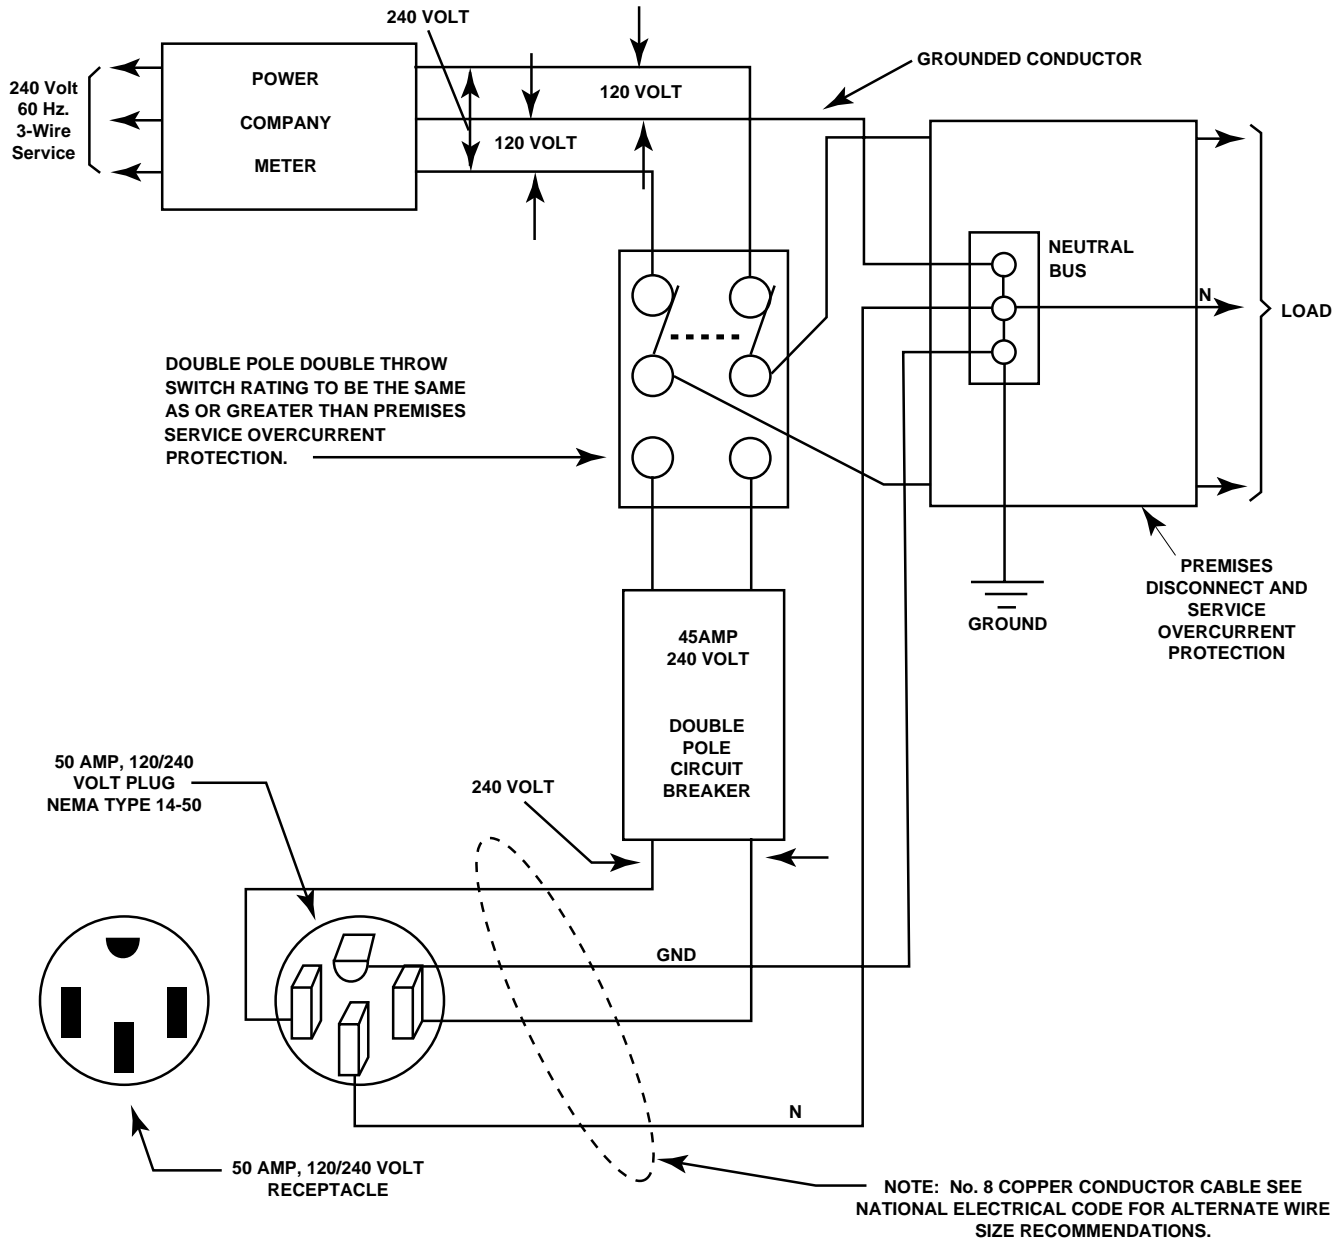 240 VOLT
GROUNDED CONDUCTOR
240 Volt
60 Hz.
3-Wire
Service
POWER
COMPANY
METER
120 VOLT
120 VOLT
NEUTRAL
BUS
N
LOAD
DOUBLE POLE DOUBLE THROW
SWITCH RATING TO BE THE SAME
AS OR GREATER THAN PREMISES
SERVICE OVERCURRENT
PROTECTION.
GROUND
PREMISES
DISCONNECT AND
SERVICE
OVERCURRENT
PROTECTION
45AMP
240 VOLT
DOUBLE
POLE
CIRCUIT
BREAKER
50 AMP, 120/240
VOLT PLUG
NEMA TYPE 14-50
240 VOLT
GND
N
50 AMP, 120/240 VOLT
RECEPTACLE
NOTE: No. 8 COPPER CONDUCTOR CABLE SEE
NATIONAL ELECTRICAL CODE FOR ALTERNATE WIRE
SIZE RECOMMENDATIONS.